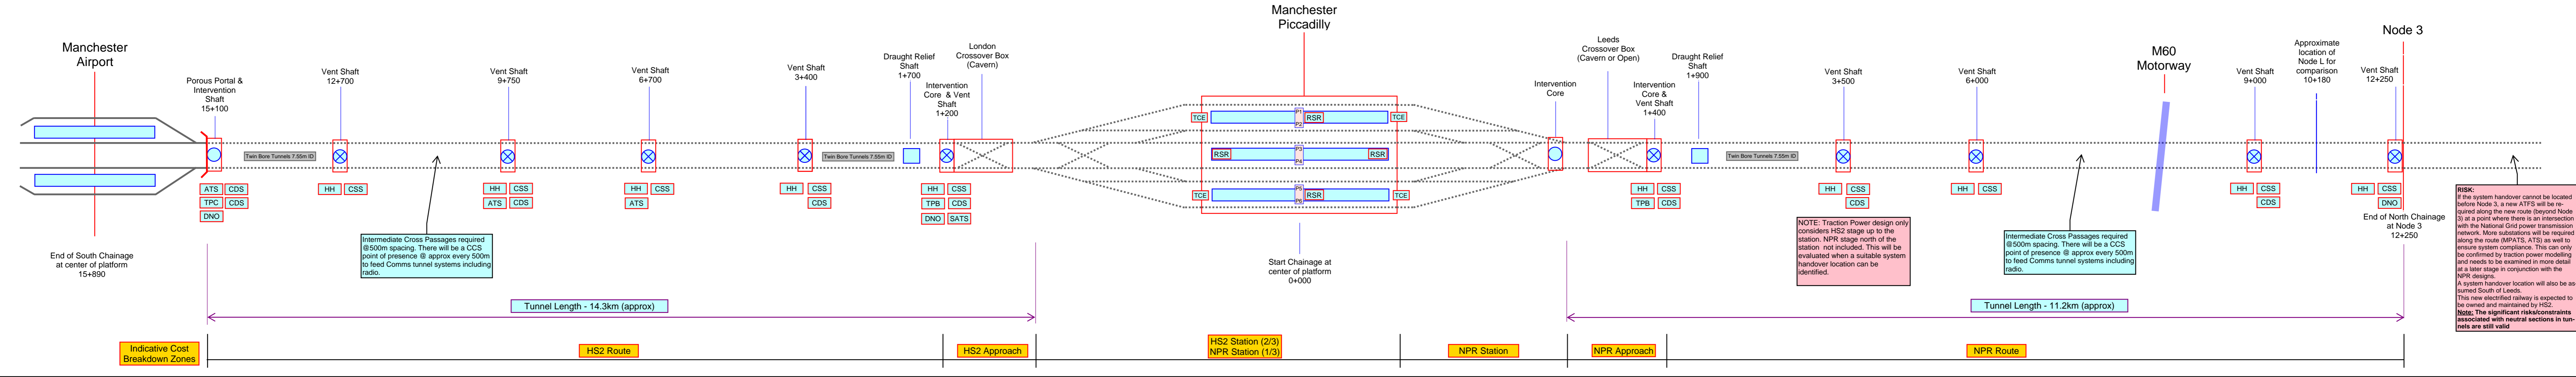 Manchester
Airport
Porous Portal &
Intervention
Shaft
15+100
Vent Shaft
12+700
Vent Shaft
9+750
Vent Shaft
6+700
Vent Shaft
3+400
Draught Relief
Shaft
1+700
London
Crossover Box
(Cavern)
Intervention
Core & Vent
Shaft
1+200
Manchester
Piccadilly
Intervention
Core
Leeds
Crossover Box
(Cavern or Open)
Intervention
Core &
Vent Shaft
1+400
Draught Relief
Shaft
1+900
Vent Shaft
3+500
Vent Shaft
6+000
M60
Motorway
Vent Shaft
9+000
Approximate
location of
Node L for
comparison
10+180
Node 3
Vent Shaft
12+250
Twin Bore Tunnels 7.55m ID
Twin Bore Tunnels 7.55m ID
Twin Bore Tunnels 7.55m ID
TCE
P1
RSR
P2
TCE
RSR
P3
P4
RSR
TCE
P5
RSR
P6
TCE
ATS CDS
TPC CDS
DNO
HH CSS
HH CSS
ATS CDS
HH CSS
ATS
HH CSS
CDS
HH CSS
TPB CDS
DNO SATS
HH CSS
TPB CDS
HH CSS
CDS
HH CSS
HH CSS
CDS
HH CSS
DNO
End of South Chainage
at center of platform
15+890
Intermediate Cross Passages required
@500m spacing. There will be a CCS
point of presence @ approx every 500m
to feed Comms tunnel systems including
radio.
Start Chainage at
center of platform
0+000
NOTE: Traction Power design only
considers HS2 stage up to the
station. NPR stage north of the
station not included. This will be
evaluated when a suitable system
handover location can be
identified.
Intermediate Cross Passages required
@500m spacing. There will be a CCS
point of presence @ approx every 500m
to feed Comms tunnel systems including
radio.
End of North Chainage
at Node 3
12+250
RISK:
If the system handover cannot be located
before Node 3, a new ATFS will be re-
quired along the new route (beyond Node
3) at a point where there is an intersection
with the National Grid power transmission
network. More substations will be required
along the route (MPATS, ATS) as well to
ensure system compliance. This can only
be confirmed by traction power modelling
and needs to be examined in more detail
at a later stage in conjunction with the
NPR designs.
A system handover location will also be as-
sumed South of Leeds.
This new electrified railway is expected to
be owned and maintained by HS2.
Note: The significant risks/constraints
associated with neutral sections in tun-
nels are still valid
Tunnel Length - 14.3km (approx)
Tunnel Length - 11.2km (approx)
Indicative Cost
Breakdown Zones
HS2 Route
HS2 Approach
HS2 Station (2/3)
NPR Station (1/3)
NPR Station
NPR Approach
NPR Route